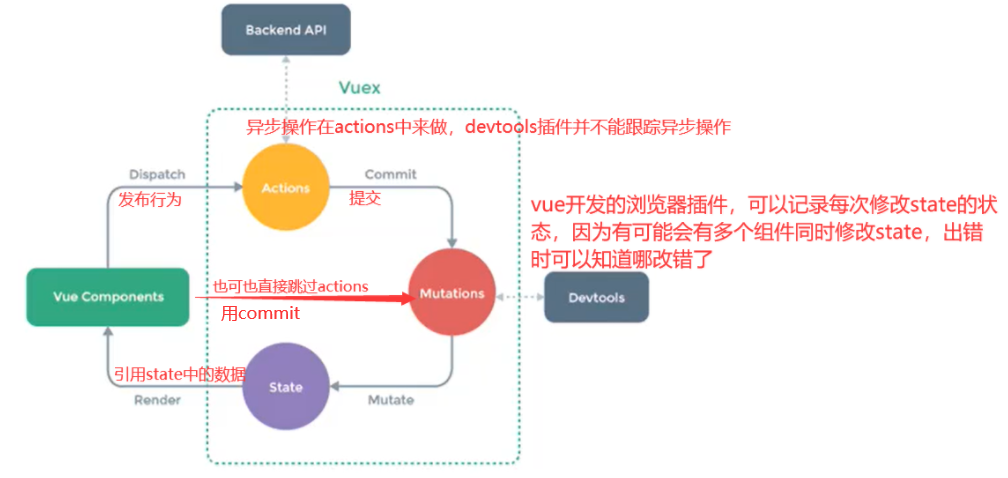 Backend API
Vuex
异步操作在actions中来做，devtools插件并不能跟踪异步操作
Dispatch
发布行为
Actions
Commit
提交
vue开发的浏览器插件，可以记录每次修改state的状
态，因为有可能会有多个组件同时修改state，出错
时可以知道哪改错了
Vue Components
也可也直接跳过actions
用commit
Mutations
Devtools
引用state中的数据
State
Render
Mutate